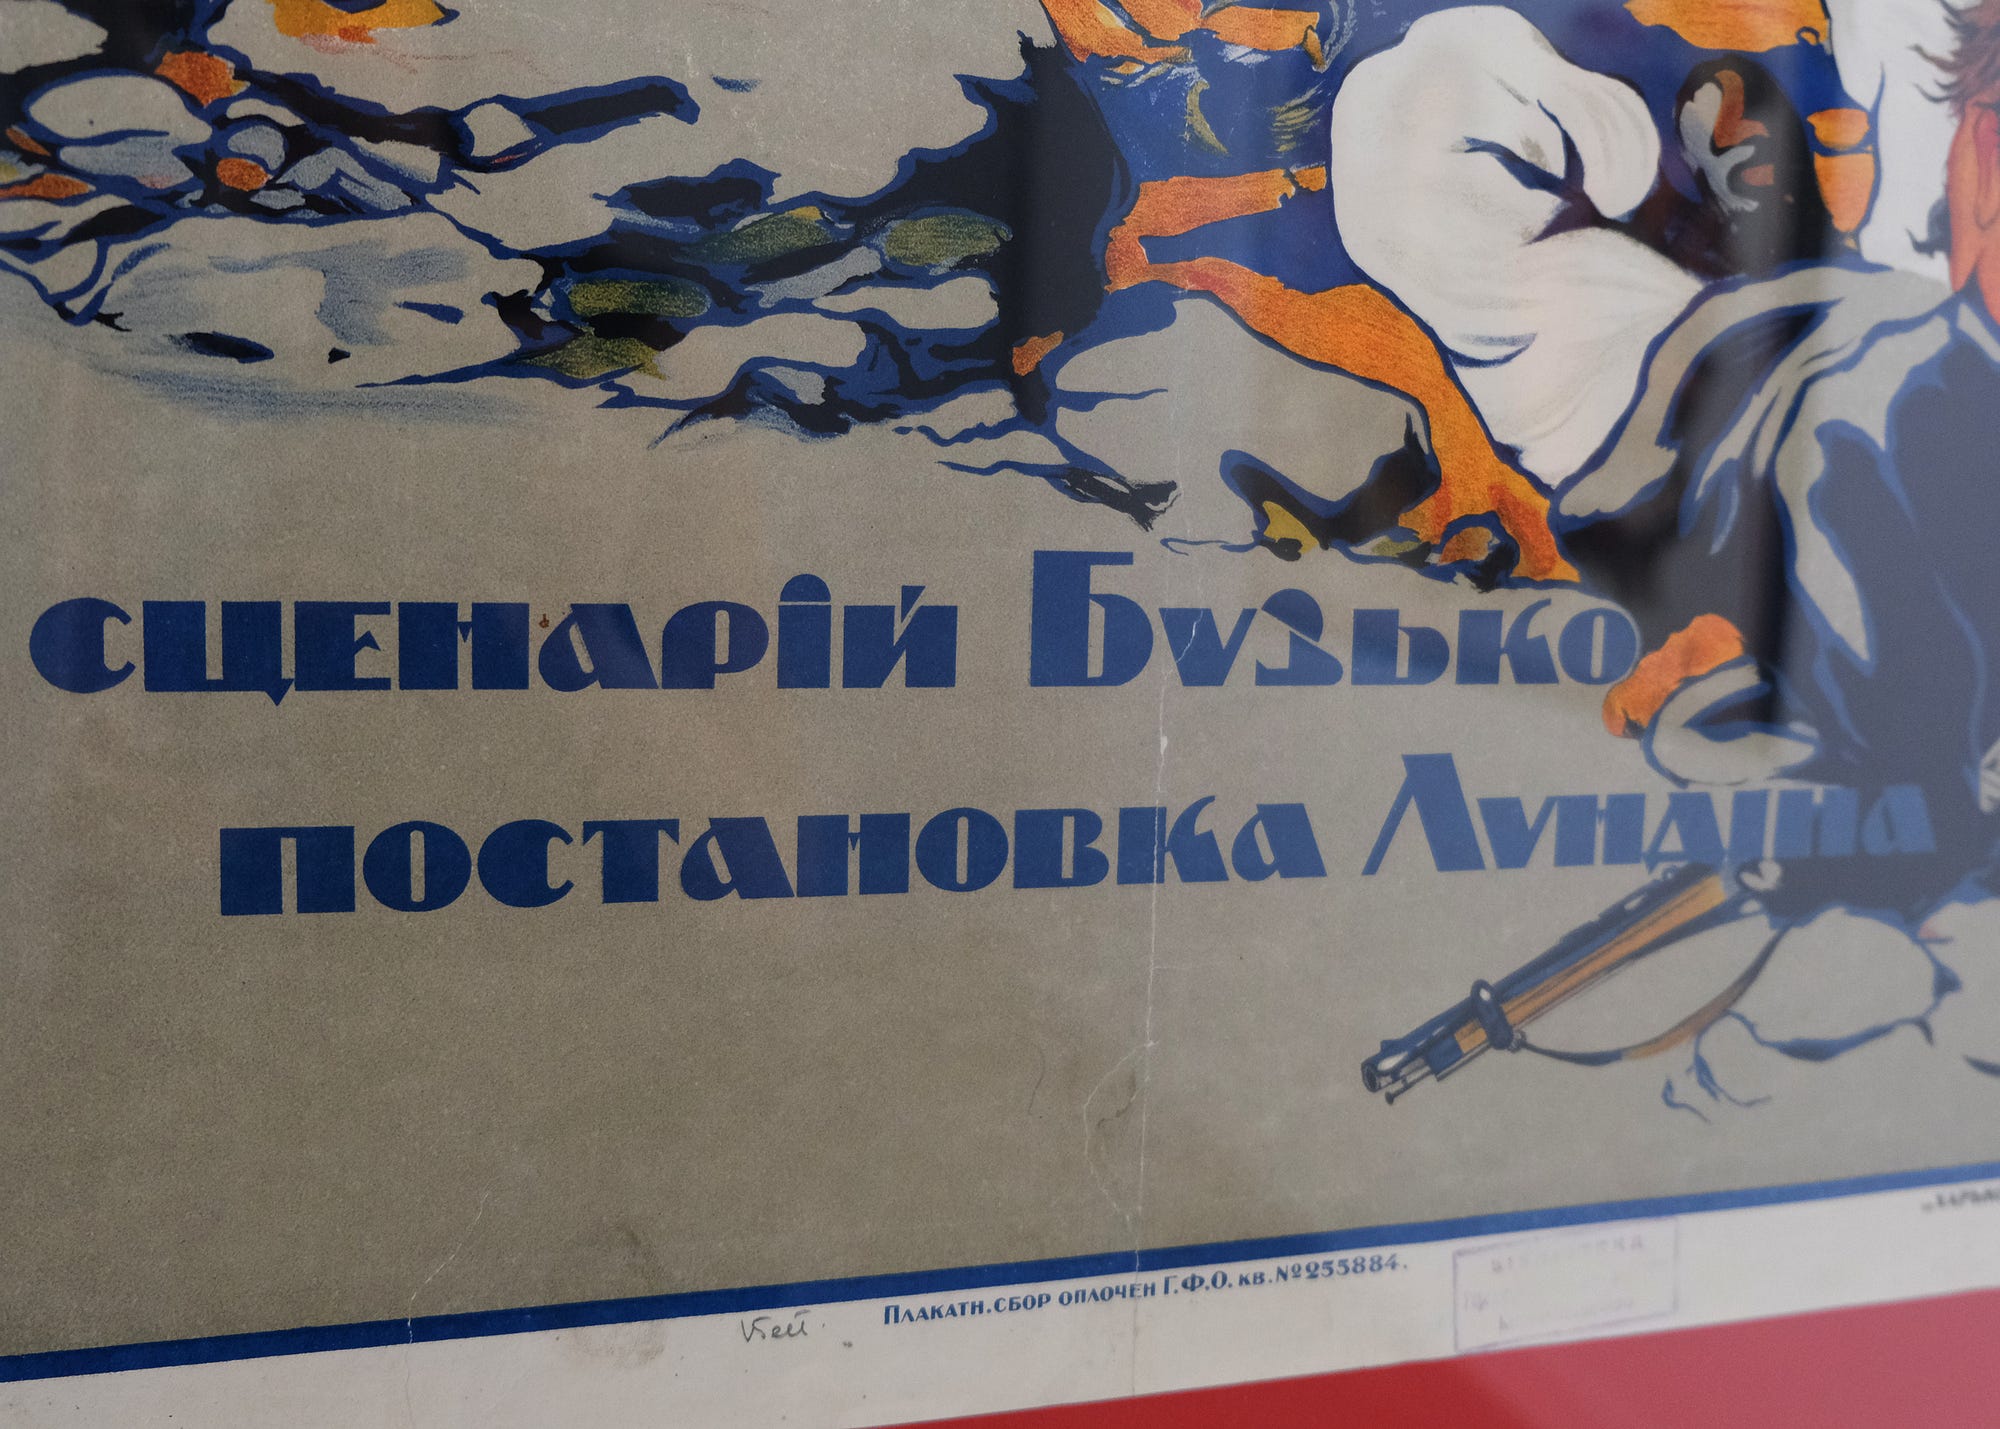 сценарій Бузько
постановка Лундіна
Плакатн. сбор оплочен Г.Ф.О. кв. №255884.